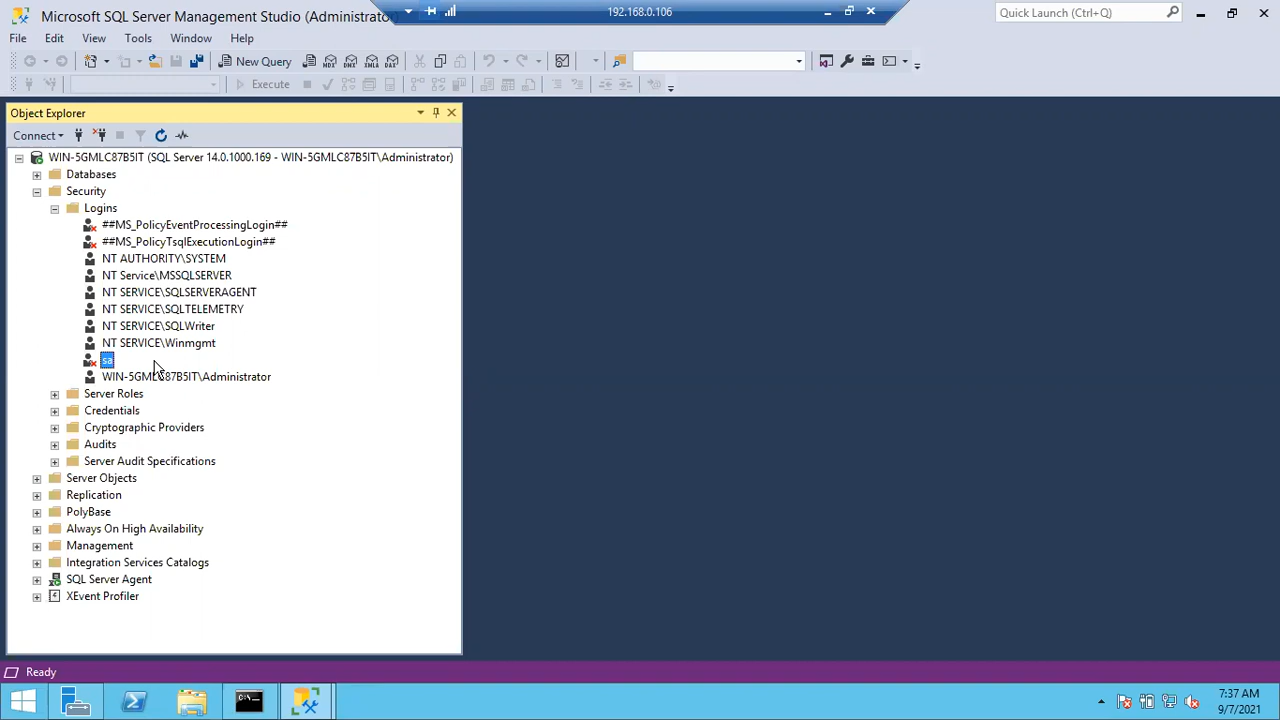 Microsoft SQL Server Management Studio (Administrator)
192.168.0.106
Quick Launch (Ctrl+Q)
File Edit View Tools Window Help
New Query
MDX DMX XMLA DAX
Execute
Object Explorer
Connect
WIN-5GMLC87B5IT (SQL Server 14.0.1000.169 - WIN-5GMLC87B5IT\Administrator)
Databases
Security
Logins
##MS_PolicyEventProcessingLogin##
##MS_PolicyTsqlExecutionLogin##
NT AUTHORITY\SYSTEM
NT Service\MSSQLSERVER
NT SERVICE\SQLSERVERAGENT
NT SERVICE\SQLTELEMETRY
NT SERVICE\SQLWriter
NT SERVICE\Winmgmt
sa
WIN-5GMLC87B5IT\Administrator
Server Roles
Credentials
Cryptographic Providers
Audits
Server Audit Specifications
Server Objects
Replication
PolyBase
Always On High Availability
Management
Integration Services Catalogs
SQL Server Agent
XEvent Profiler
Ready
7:37 AM
9/7/2021